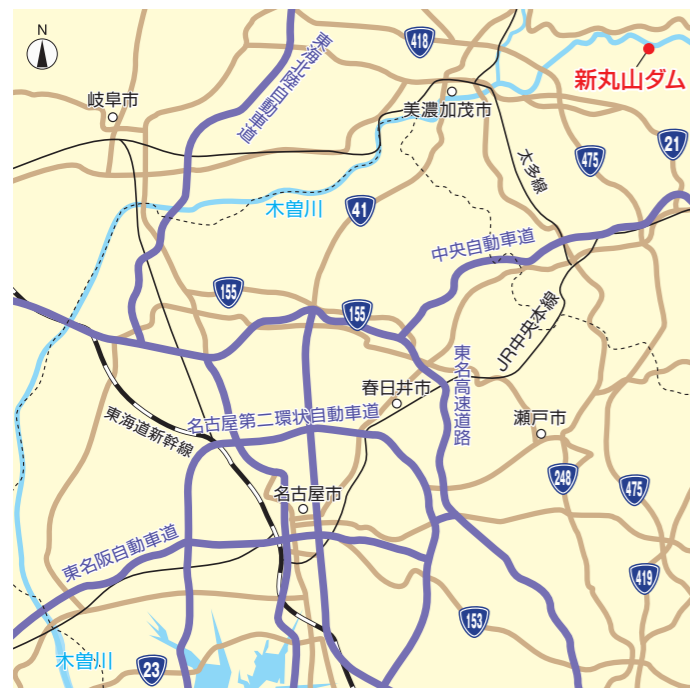 N
418
新丸山ダム
東海北陸自動車道
岐阜市
美濃加茂市
21
475
太多線
木曽川
41
中央自動車道
155
155
JR中央本線
東名高速道路
春日井市
東海道新幹線
名古屋第二環状自動車道
瀬戸市
248
475
名古屋市
東名阪自動車道
419
153
木曽川
23